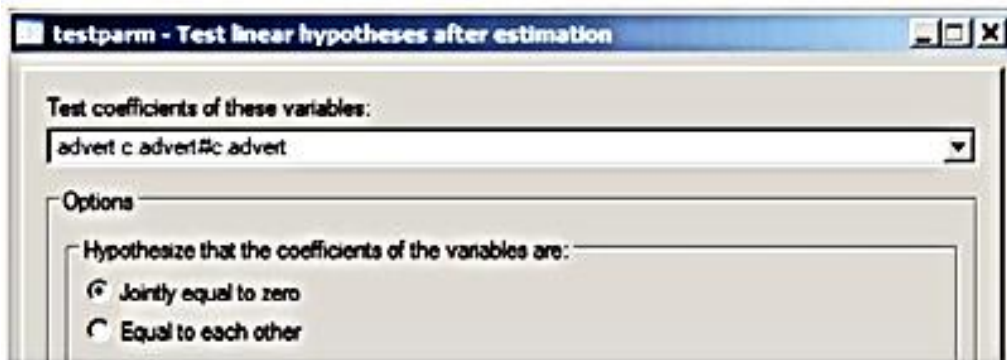 testparm - Test linear hypotheses after estimation
Test coefficients of these variables:
advert c.advert#c.advert
Options
Hypothesize that the coefficients of the variables are:
Jointly equal to zero
Equal to each other